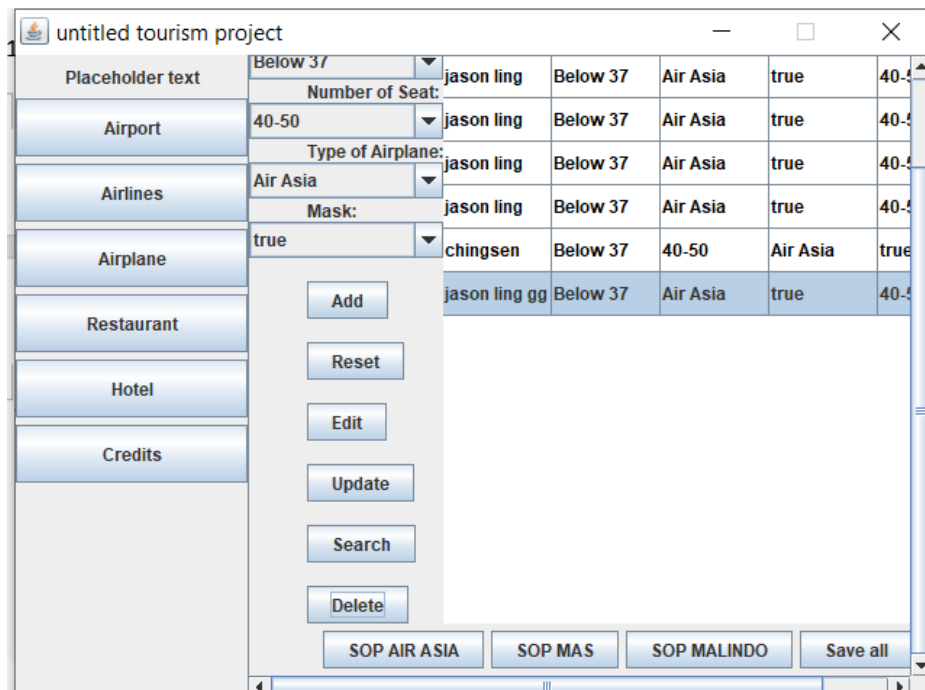 untitled tourism project
Placeholder text
Airport
Airlines
Airplane
Restaurant
Hotel
Credits
Below 37
Number of Seat:
40-50
Type of Airplane:
Air Asia
Mask:
true
Add
Reset
Edit
Update
Search
Delete
jason ling Below 37 Air Asia true
jason ling Below 37 Air Asia true
jason ling Below 37 Air Asia true
jason ling Below 37 Air Asia true
chingsen Below 37 40-50 Air Asia true
jason ling gg Below 37 Air Asia true
SOP AIR ASIA SOP MAS SOP MALINDO Save all